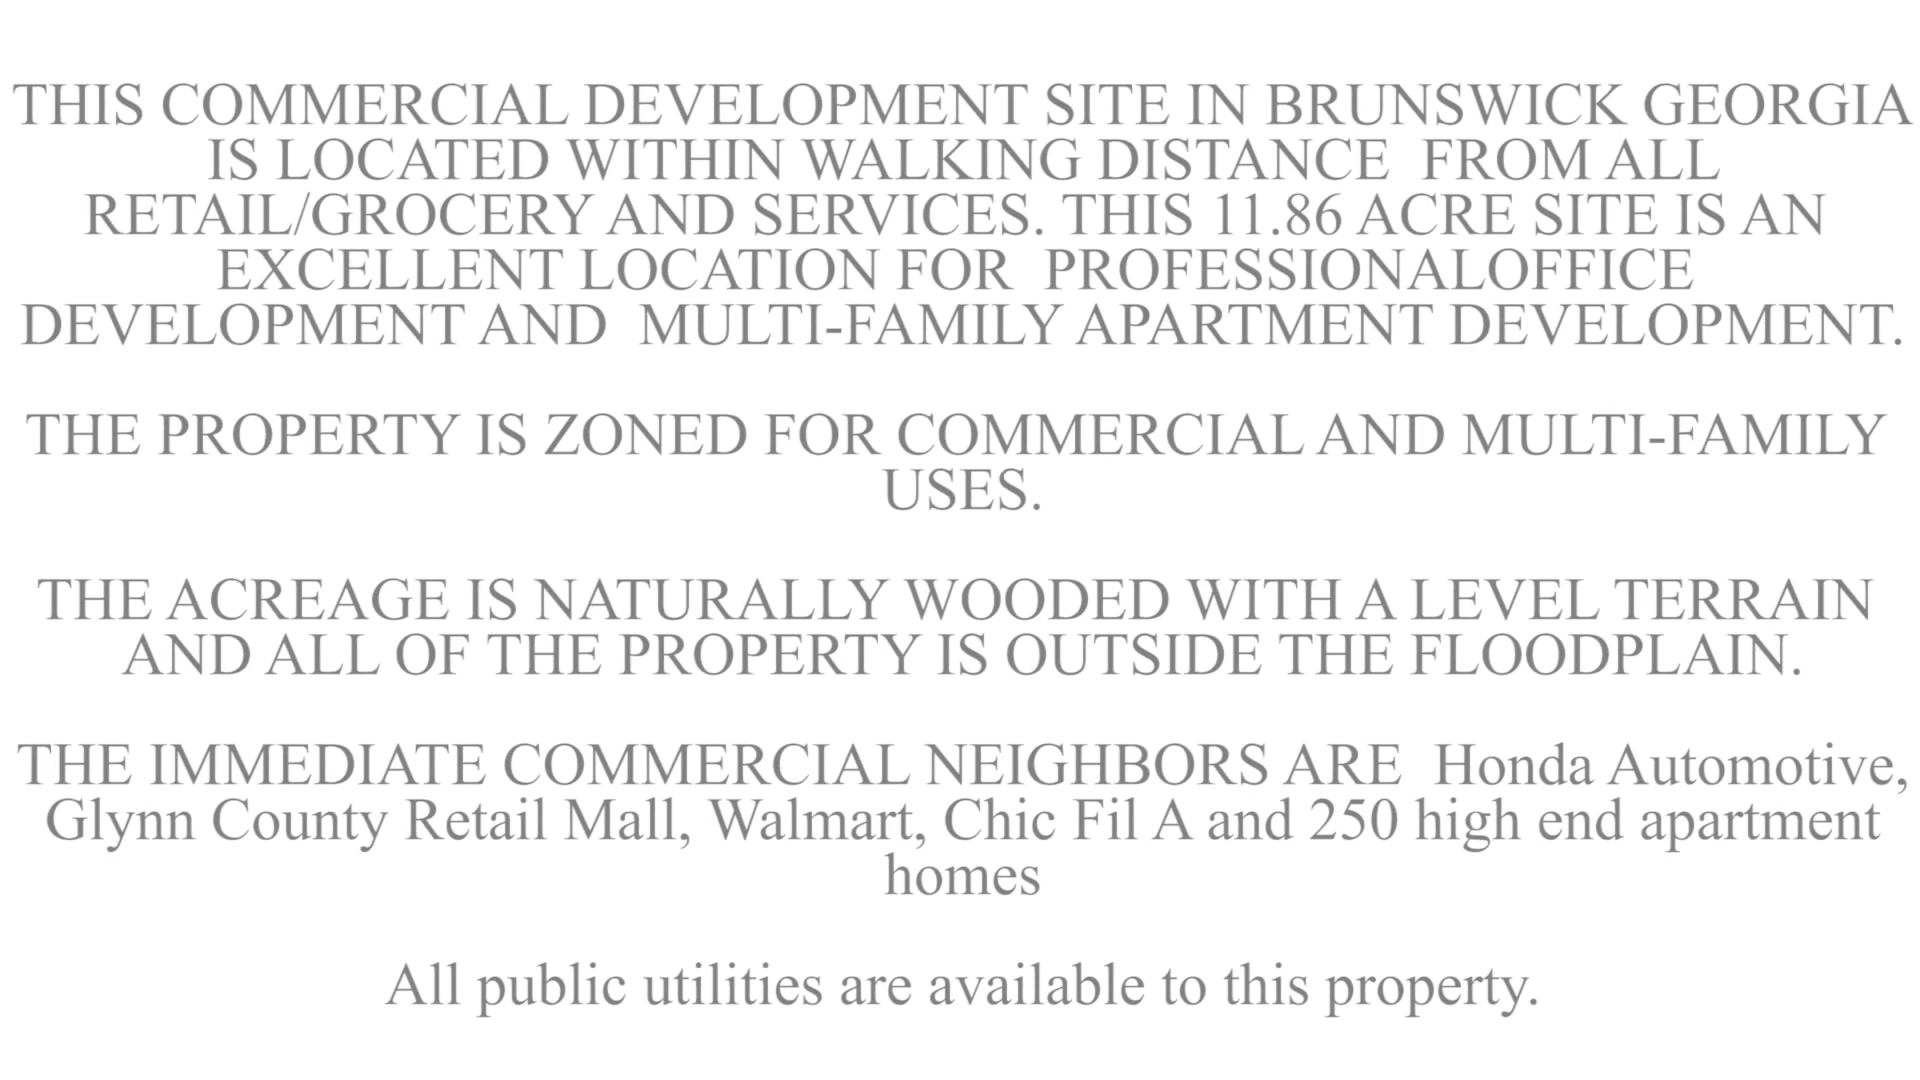 THIS COMMERCIAL DEVELOPMENT SITE IN BRUNSWICK GEORGIA
IS LOCATED WITHIN WALKING DISTANCE  FROM ALL
RETAIL/GROCERY AND SERVICES. THIS 11.86 ACRE SITE IS AN
EXCELLENT LOCATION FOR  PROFESSIONALOFFICE
DEVELOPMENT AND  MULTI-FAMILY APARTMENT DEVELOPMENT.
THE PROPERTY IS ZONED FOR COMMERCIAL AND MULTI-FAMILY
USES.
THE ACREAGE IS NATURALLY WOODED WITH A LEVEL TERRAIN
AND ALL OF THE PROPERTY IS OUTSIDE THE FLOODPLAIN.
THE IMMEDIATE COMMERCIAL NEIGHBORS ARE  Honda Automotive,
Glynn County Retail Mall, Walmart, Chic Fil A and 250 high end apartment
homes
All public utilities are available to this property.